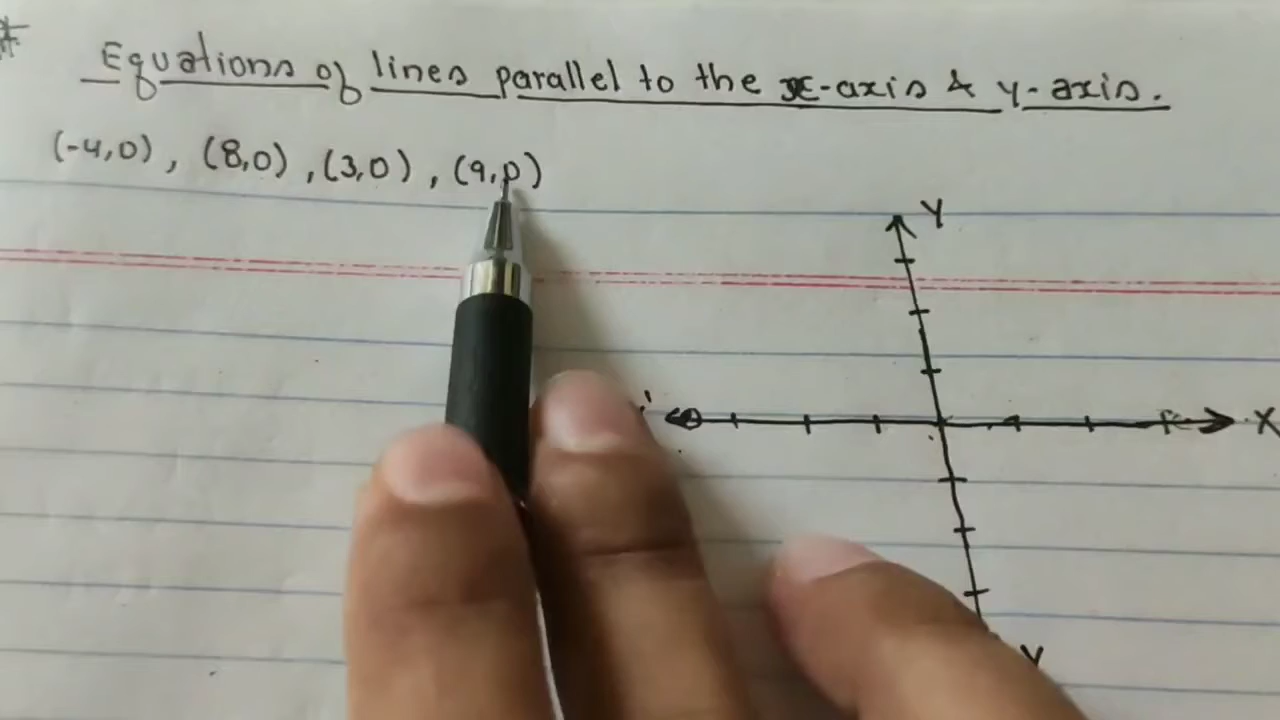 Equations of lines parallel to the x-axis & y-axis.
(-4,0), (8,0), (3,0), (9,0)
Y
X
Y